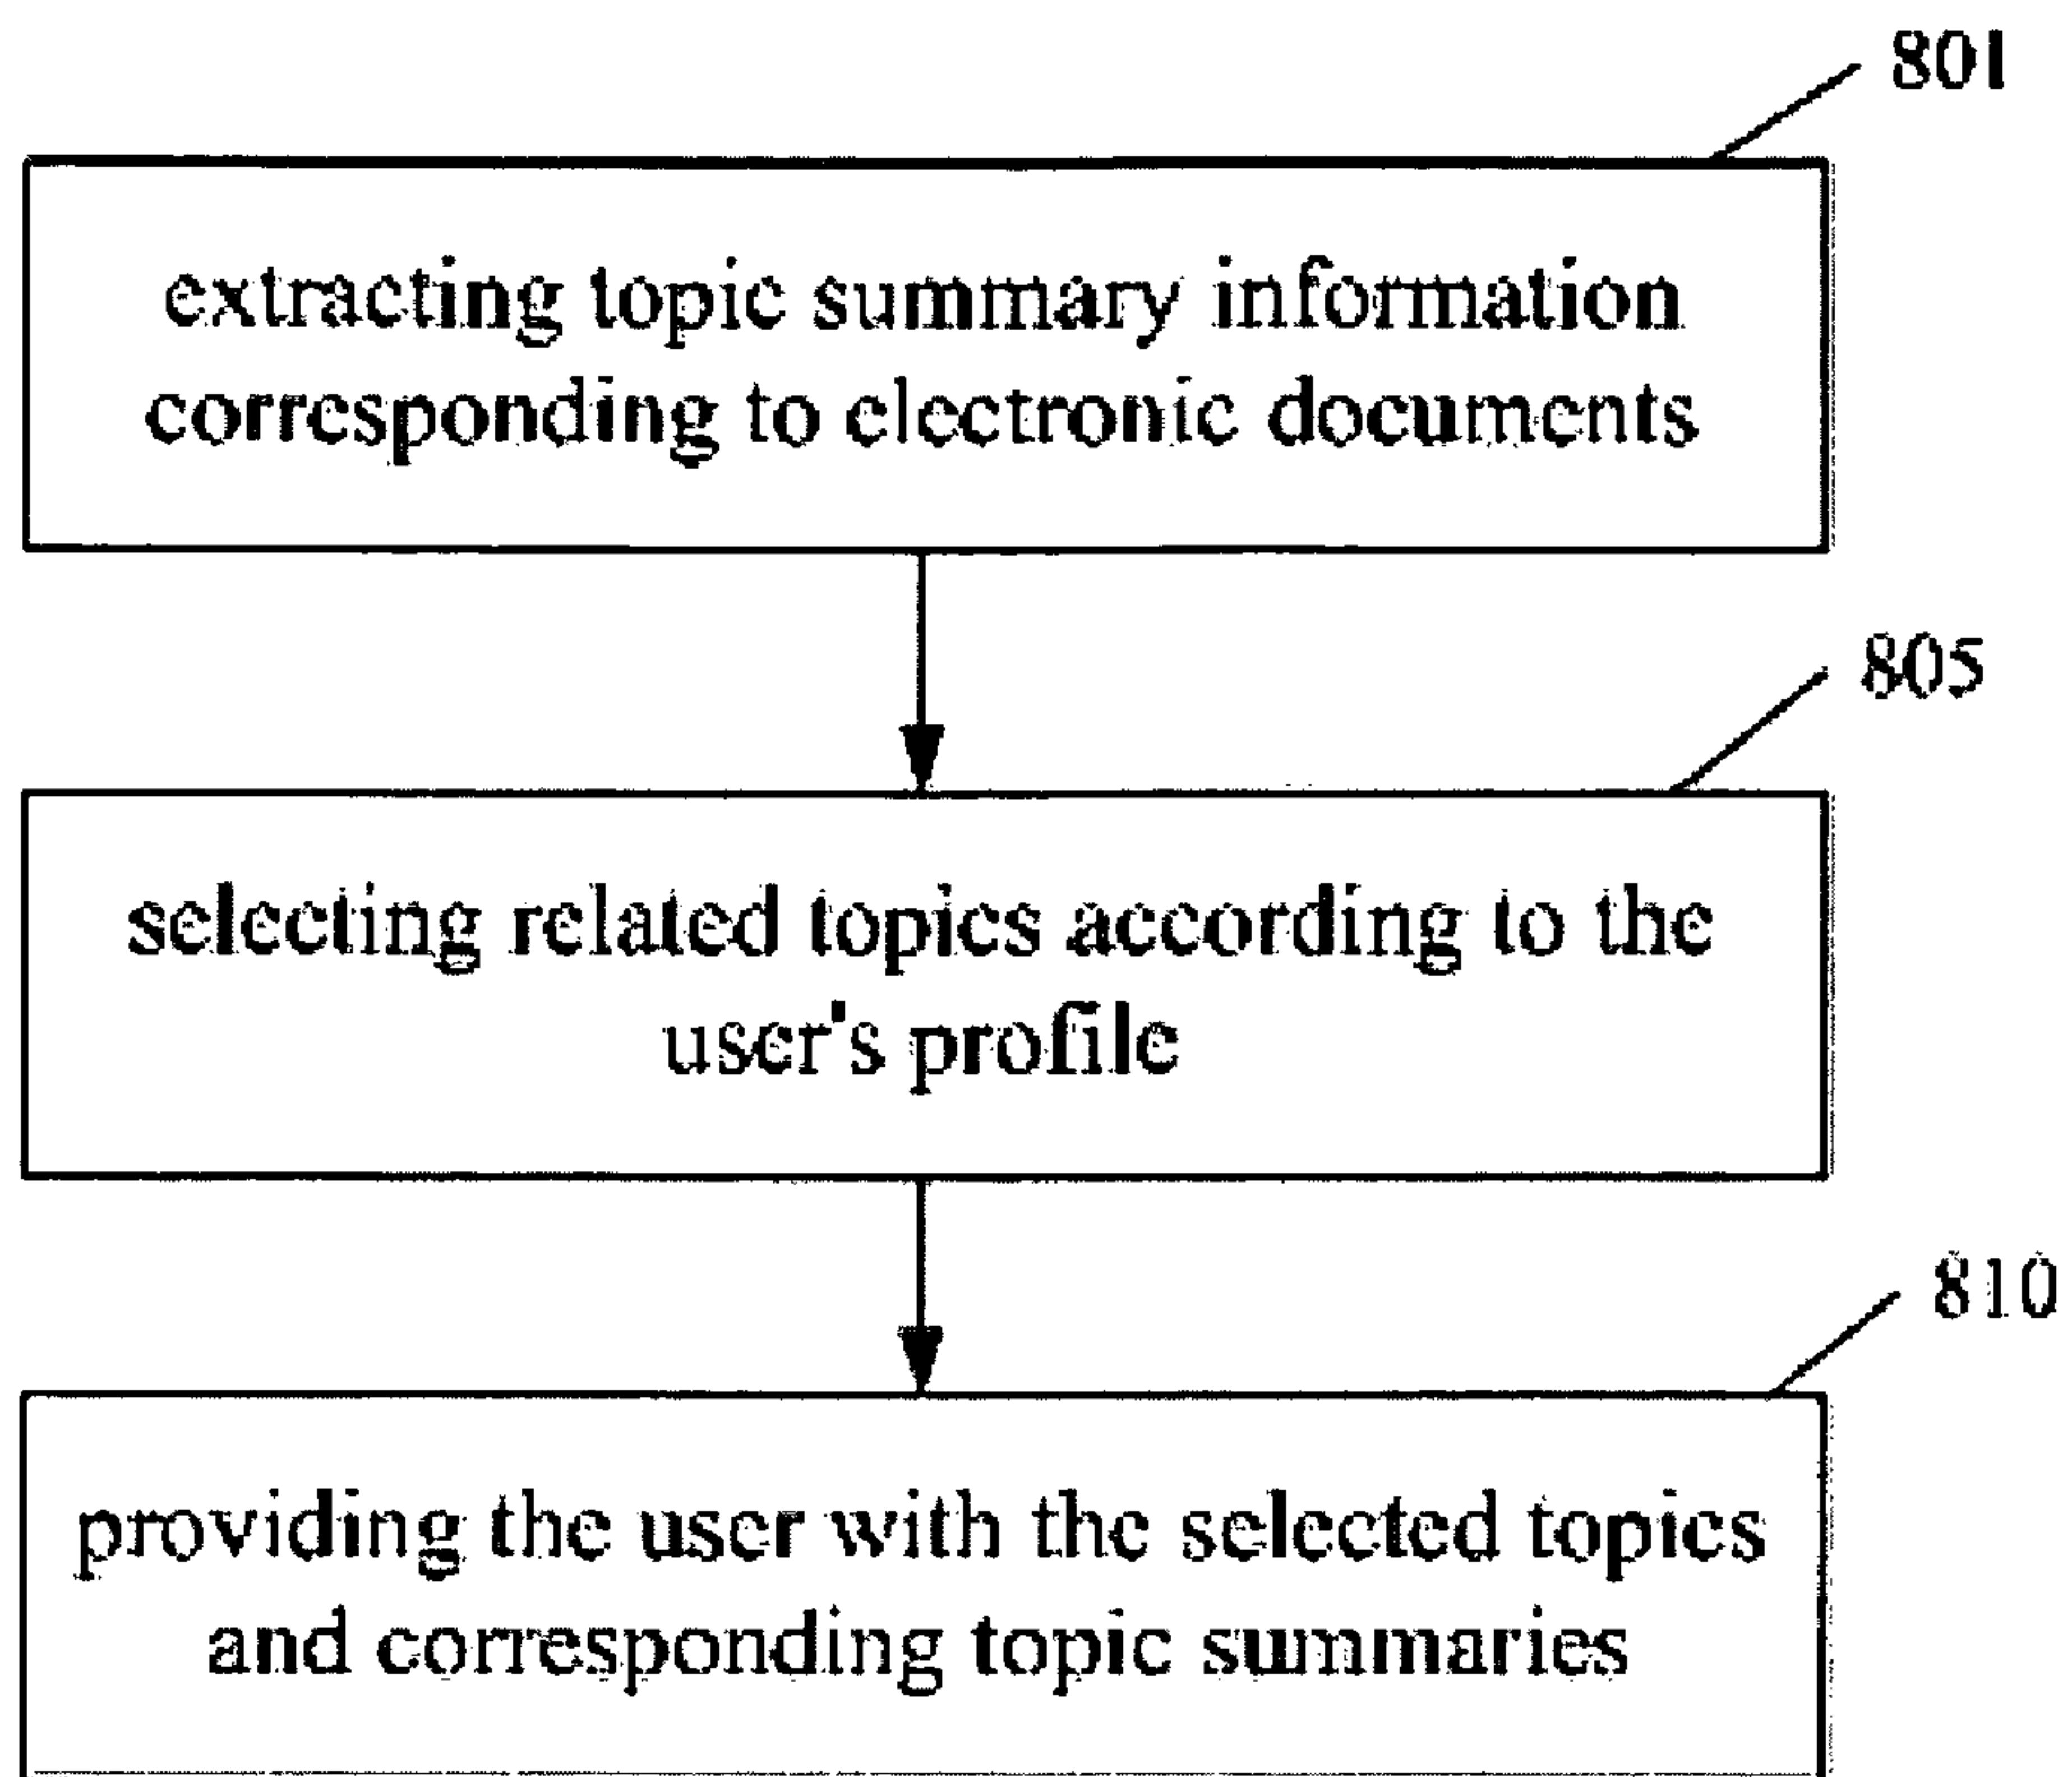 801
extracting topic summary information
corresponding to electronic documents
805
selecting related topics according to the
user's profile
810
providing the user with the selected topics
and corresponding topic summaries